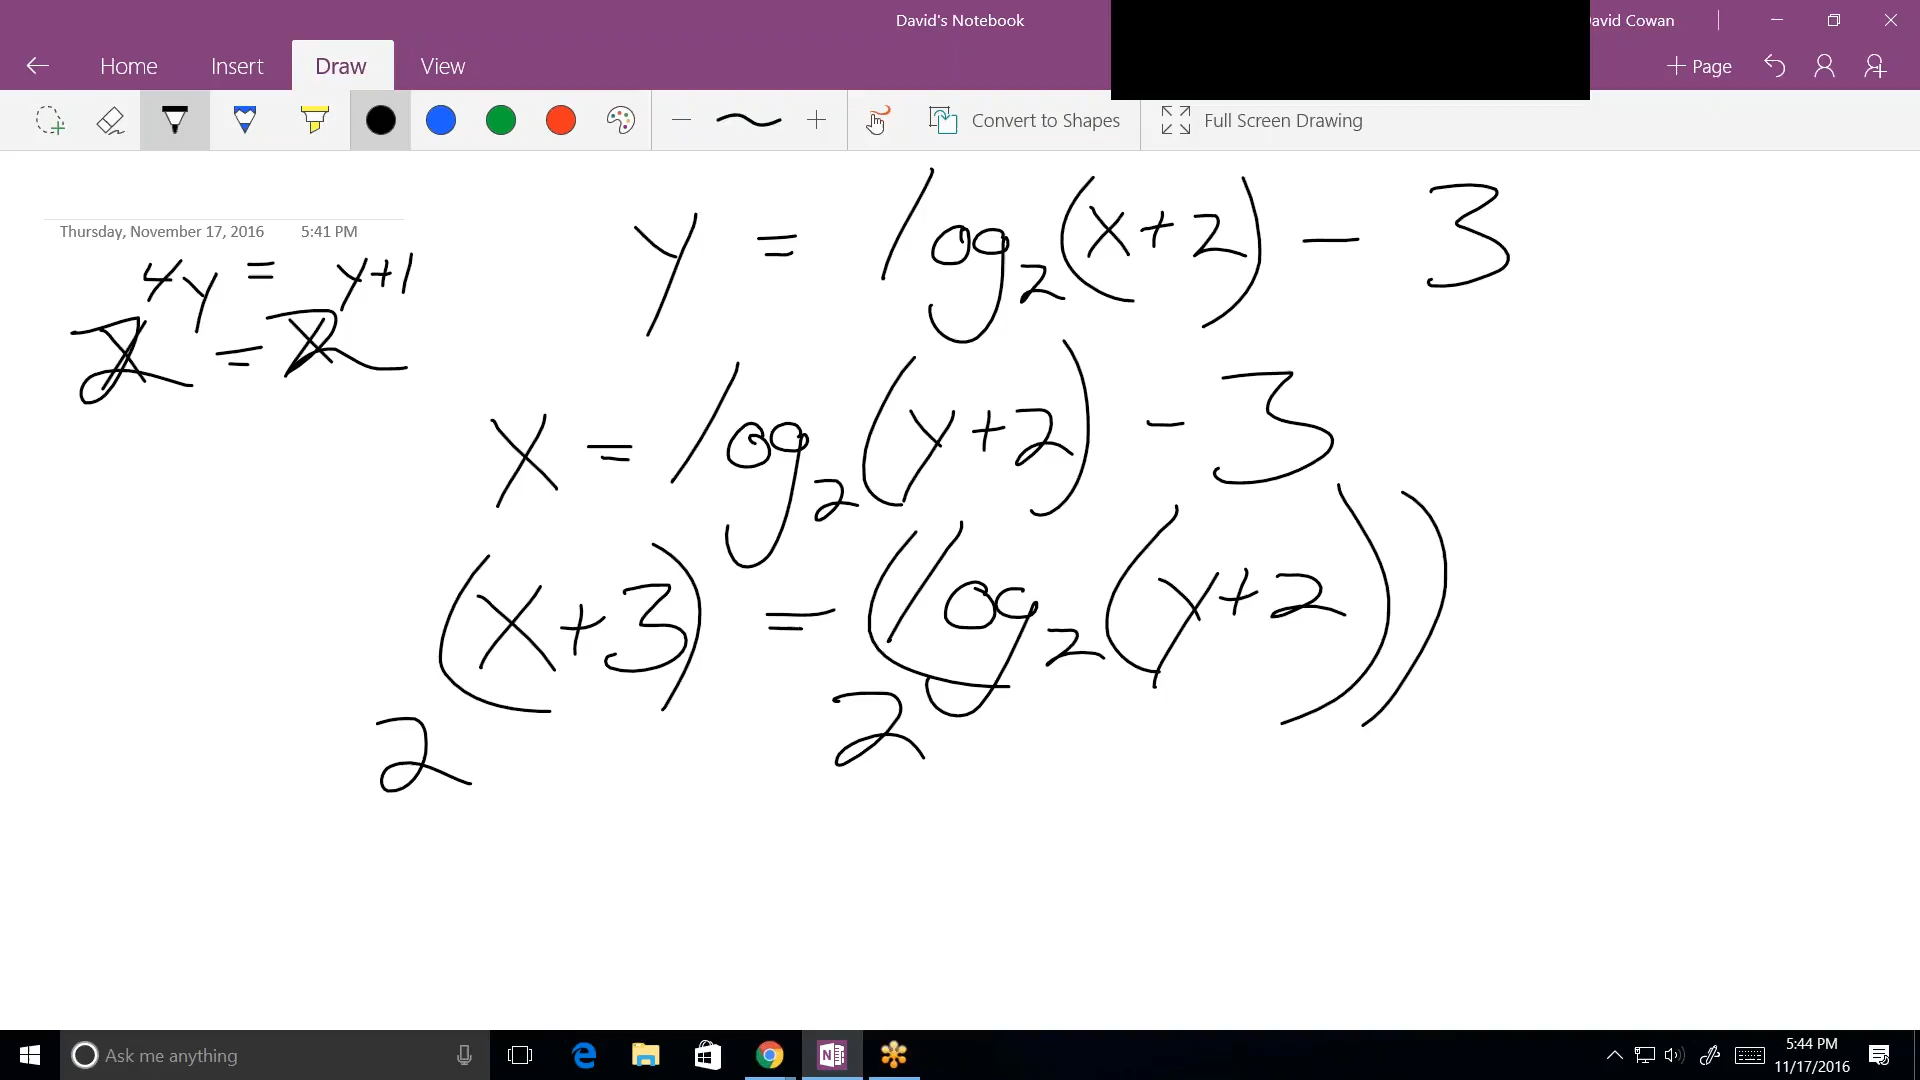 David's Notebook
avid Cowan
Home Insert Draw View
+ Page
Convert to Shapes Full Screen Drawing
Thursday, November 17, 2016 5:41 PM
4y = y+1
2 = 2
y = log₂(x+2) - 3
x = log₂(y+2) - 3
2^(x+3) = 2^(log₂(y+2))
Ask me anything
5:44 PM
11/17/2016